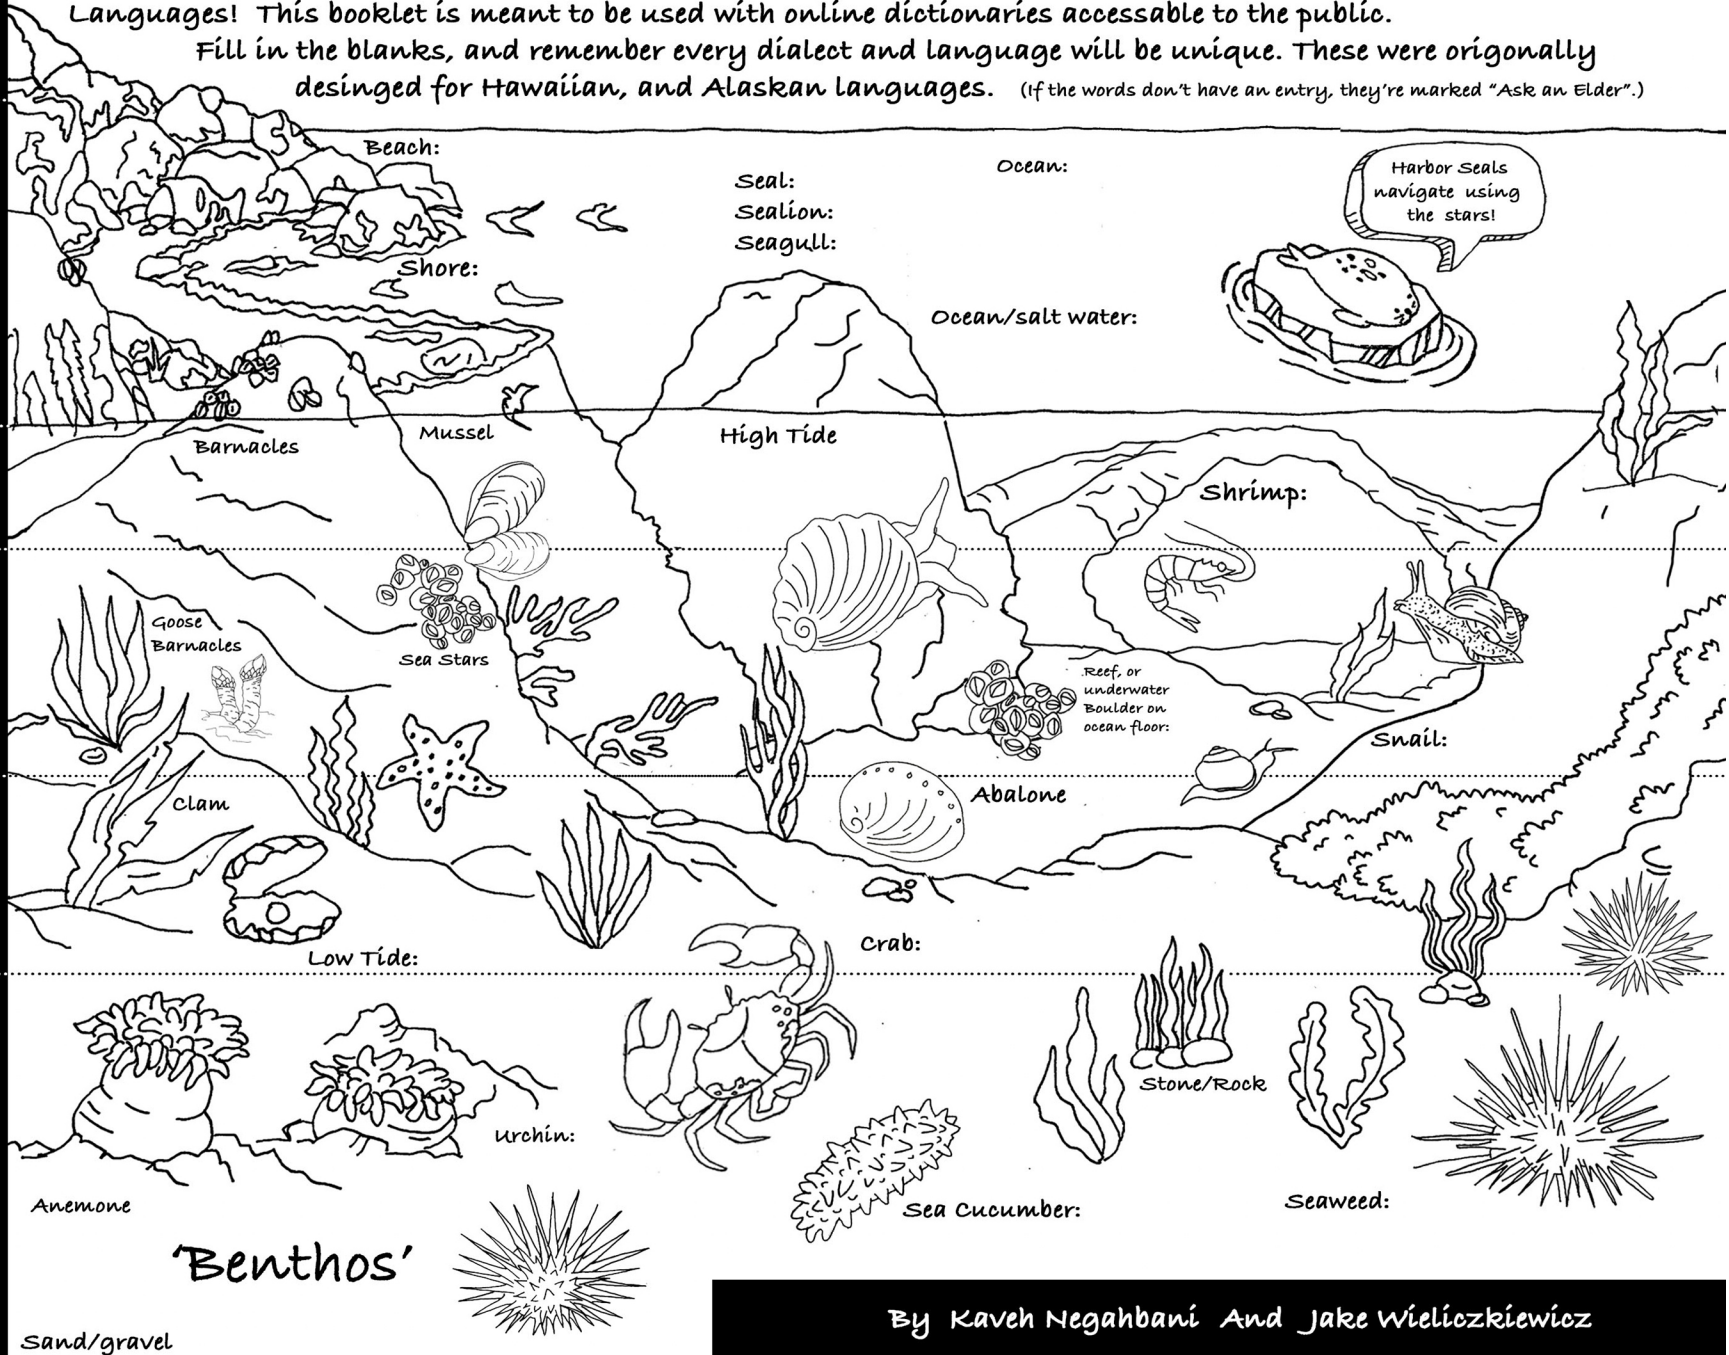 Languages! This booklet is meant to be used with online dictionaries accessable to the public.
Fill in the blanks, and remember every dialect and language will be unique. These were origonally
desinged for Hawaiian, and Alaskan languages. (If the words don't have an entry, they're marked "Ask an Elder".)
Beach:
Seal:
Sealion:
Seagull:
Ocean:
Harbor Seals
navigate using
the stars!
Shore:
Ocean/salt water:
Barnacles
Mussel
High Tide
Shrimp:
Goose
Barnacles
Sea Stars
Reef, or
underwater
Boulder on
ocean floor:
Snail:
Clam
Abalone
Low Tide:
Crab:
Stone/Rock
Urchin:
Anemone
Sea Cucumber:
Seaweed:
'Benthos'
Sand/gravel
By Kaveh Negahbani And Jake Wieliczkiewicz